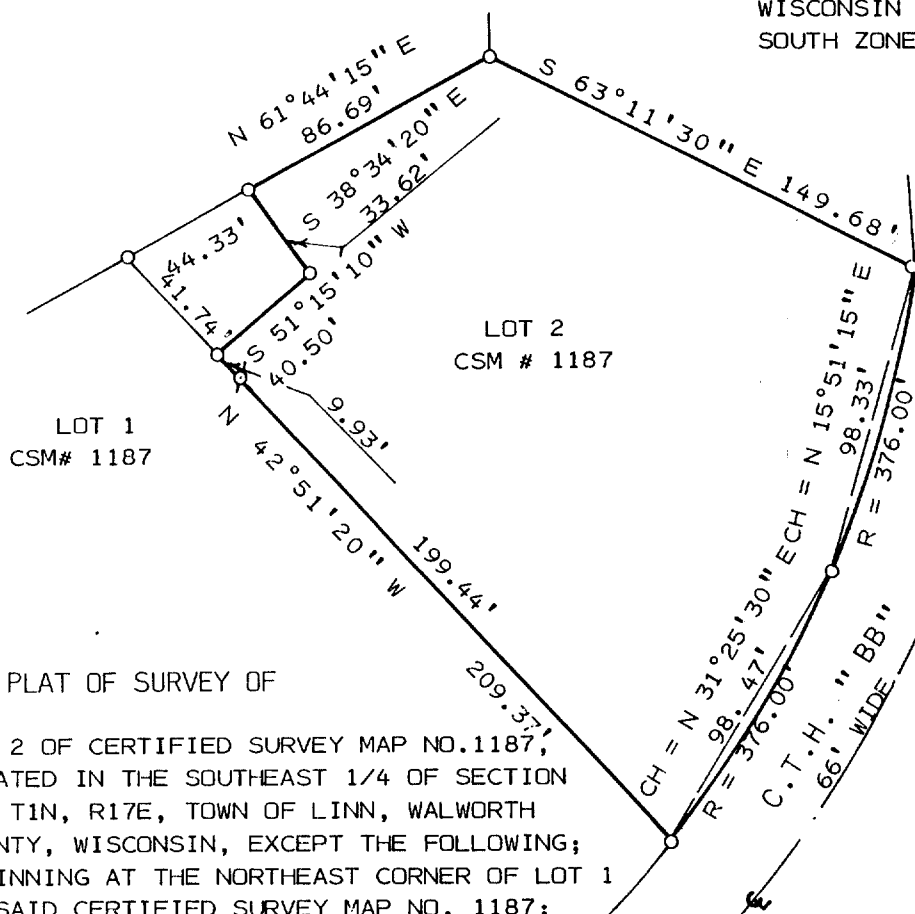 WISCONSIN
SOUTH ZONE
N 61°44'15" E
86.69'
S 63°11'30" E 149.68'
S 38°34'20" E
33.62'
44.33'
41.74'
S 51°15'10" W
40.50'
9.93'
LOT 2
CSM # 1187
LOT 1
CSM# 1187
N 42°51'20" W
199.44'
209.37'
CH = N 15°51'15" E
98.33'
R = 376.00'
CH = N 31°25'30" E
98.47'
R = 376.00'
C.T.H. "BB"
66' WIDE
PLAT OF SURVEY OF
2 OF CERTIFIED SURVEY MAP NO.1187,
ATED IN THE SOUTHEAST 1/4 OF SECTION
T1N, R17E, TOWN OF LINN, WALWORTH
NTY, WISCONSIN, EXCEPT THE FOLLOWING;
INNING AT THE NORTHEAST CORNER OF LOT 1
SAID CERTIFIED SURVEY MAP NO. 1187;